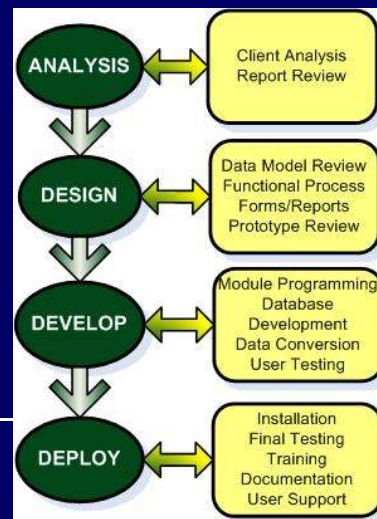 ANALYSIS
Client Analysis
Report Review
DESIGN
Data Model Review
Functional Process
Forms/Reports
Prototype Review
DEVELOP
Module Programming
Database
Development
Data Conversion
User Testing
DEPLOY
Installation
Final Testing
Training
Documentation
User Support